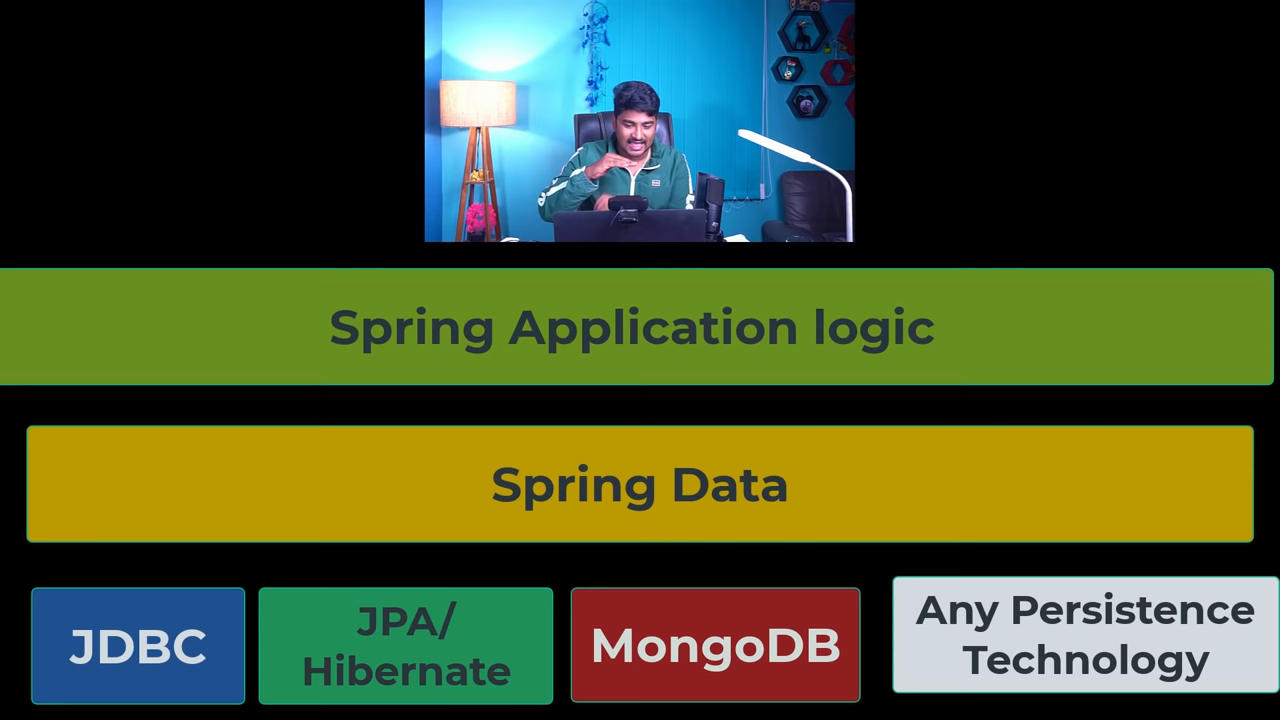 Spring Application logic
Spring Data
JDBC
JPA/
Hibernate
MongoDB
Any Persistence
Technology